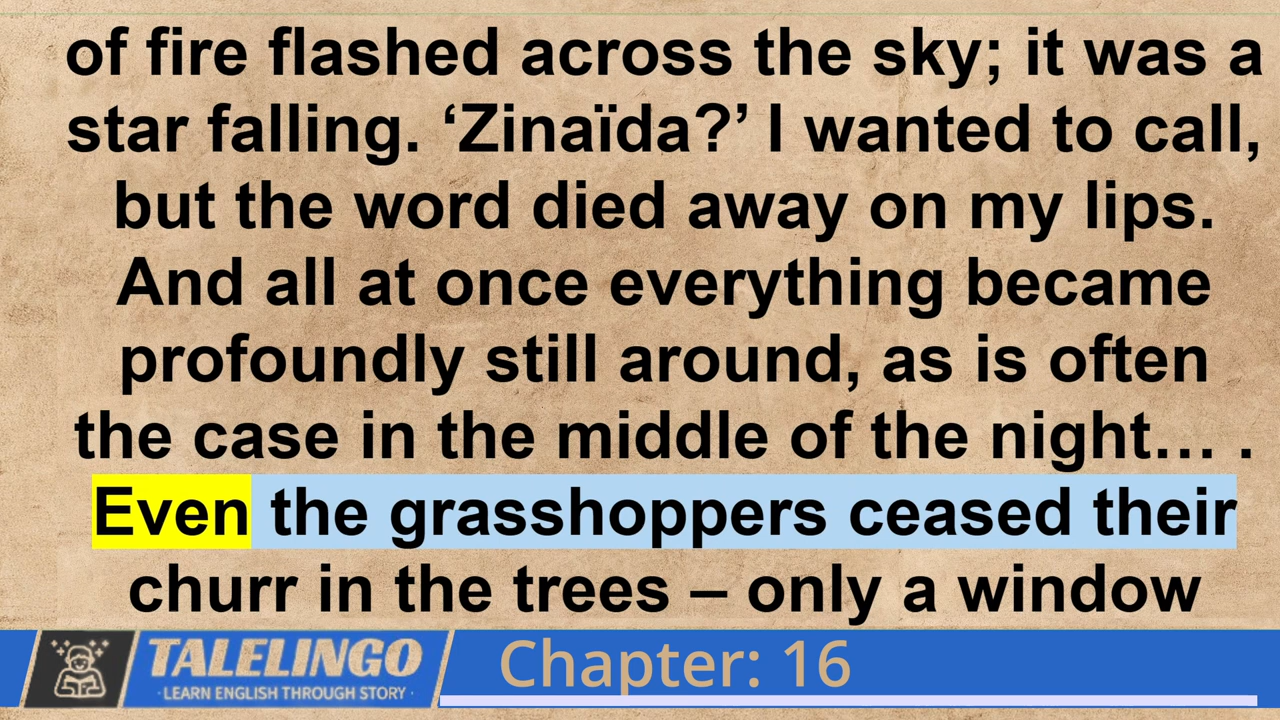 of fire flashed across the sky; it was a
star falling. ‘Zinaïda?’ I wanted to call,
but the word died away on my lips.
And all at once everything became
profoundly still around, as is often
the case in the middle of the night… .
Even the grasshoppers ceased their
churr in the trees – only a window
TALELINGO
· LEARN ENGLISH THROUGH STORY ·
Chapter: 16